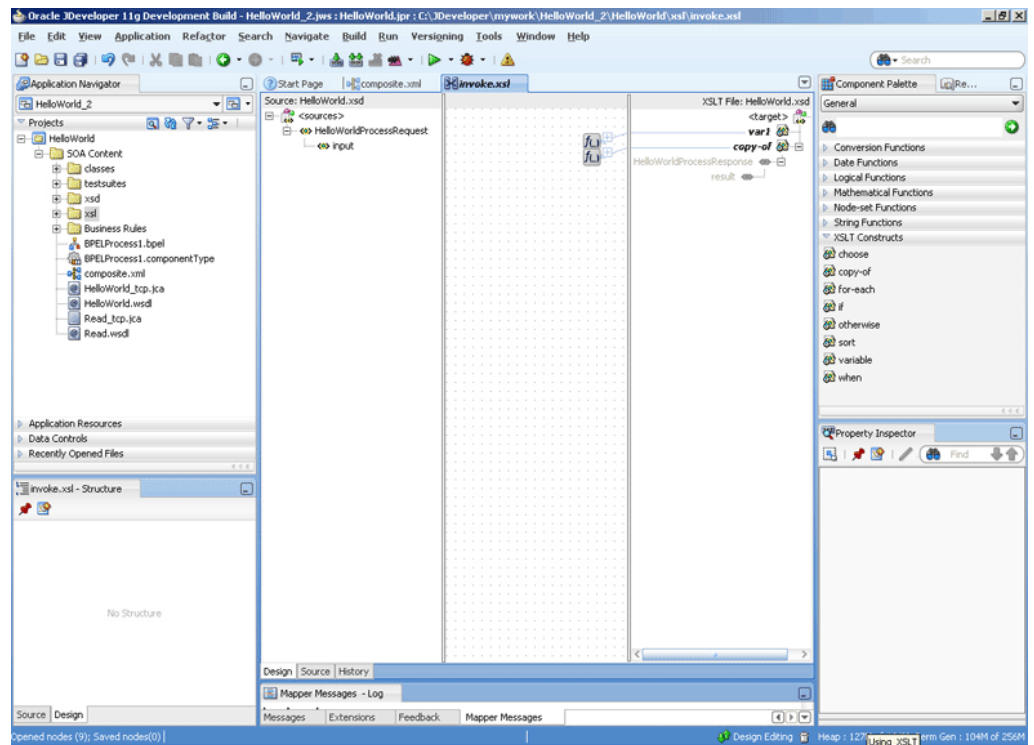 Oracle JDeveloper 11g Development Build - HelloWorld_2.jws : HelloWorld.jpr : C:\JDeveloper\mywork\HelloWorld_2\HelloWorld\xsl\invoke.xsl
File Edit View Application Refactor Search Navigate Build Run Versioning Tools Window Help
Search
Application Navigator
HelloWorld_2
Projects
HelloWorld
SOA Content
classes
testsuites
xsd
xsl
Business Rules
BPELProcess1.bpel
BPELProcess1.componentType
composite.xml
HelloWorld_tcp.jca
HelloWorld.wsdl
Read_tcp.jca
Read.wsdl
Application Resources
Data Controls
Recently Opened Files
invoke.xsl - Structure
No Structure
Source Design
Start Page composite.xml invoke.xsl
Source: HelloWorld.xsd
<sources>
HelloWorldProcessRequest
input
XSLT File: HelloWorld.xsd
<target>
var1
copy-of
HelloWorldProcessResponse
result
Design Source History
Mapper Messages - Log
Messages Extensions Feedback Mapper Messages
Component Palette Re...
General
Conversion Functions
Date Functions
Logical Functions
Mathematical Functions
Node-set Functions
String Functions
XSLT Constructs
choose
copy-of
for-each
if
otherwise
sort
variable
when
Property Inspector
Find
Opened nodes (9); Saved nodes(0)
Design Editing
Heap : 127
Using XSLT
erm Gen : 104M of 256M